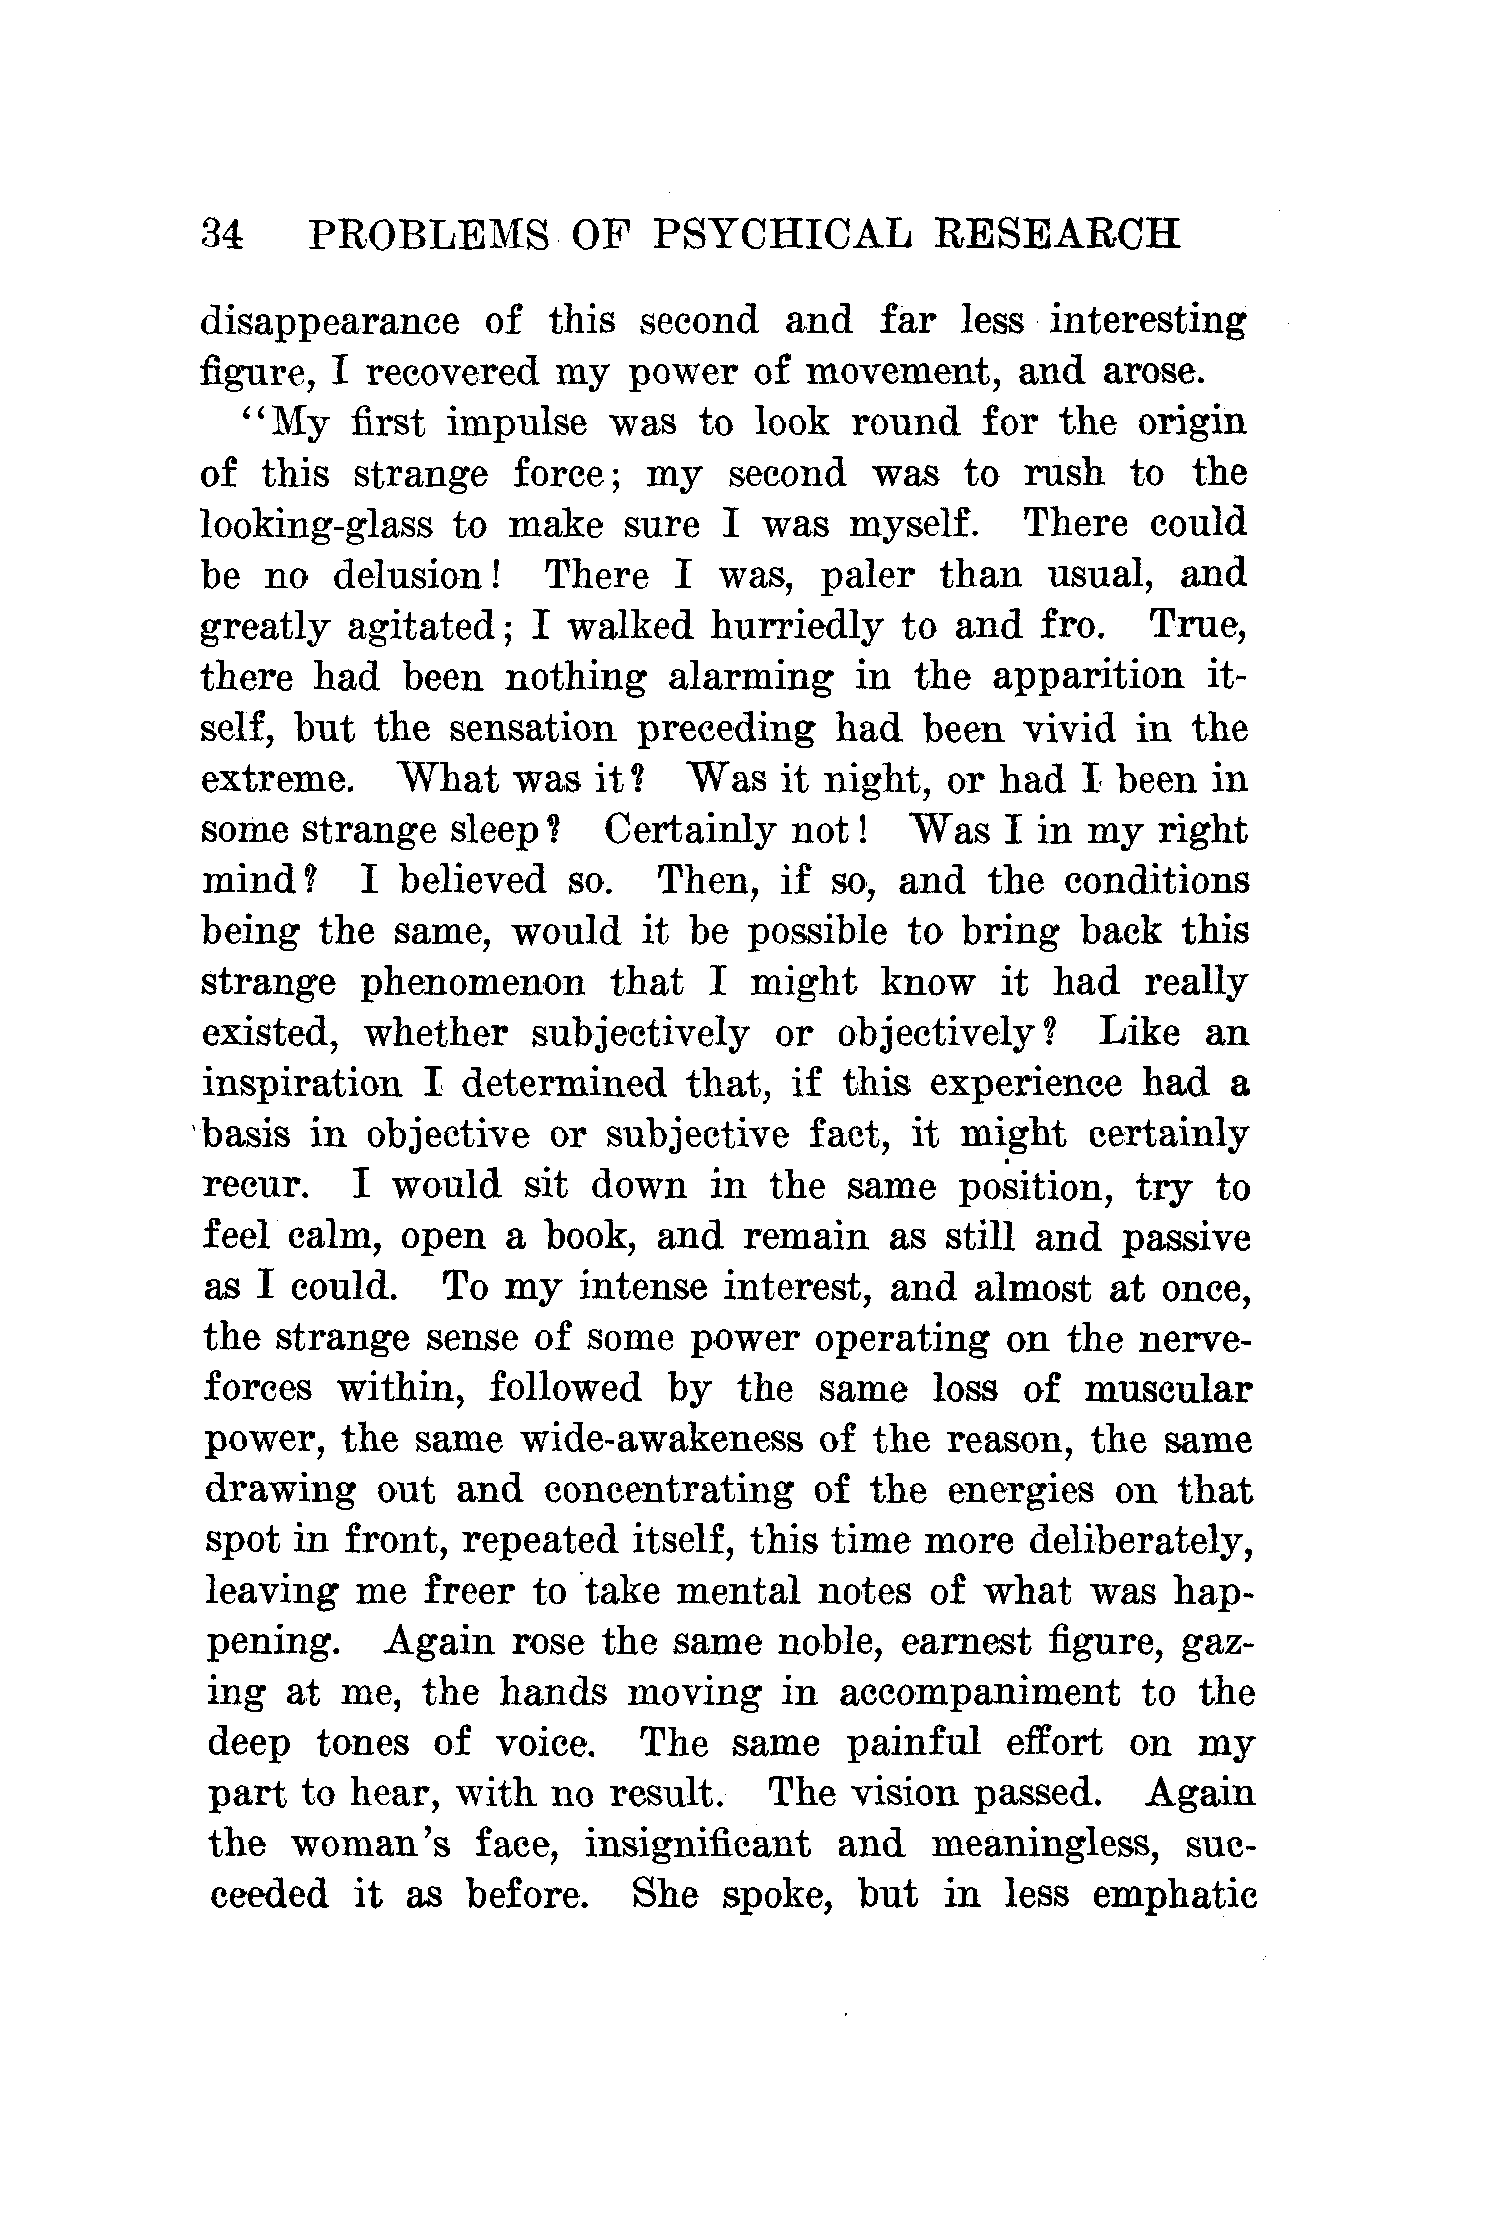 34 PROBLEMS OF PSYCHICAL RESEARCH
disappearance of this second and far less interesting
figure, I recovered my power of movement, and arose.
"My first impulse was to look round for the origin
of this strange force; my second was to rush to the
looking-glass to make sure I was myself. There could
be no delusion! There I was, paler than usual, and
greatly agitated; I walked hurriedly to and fro. True,
there had been nothing alarming in the apparition it-
self, but the sensation preceding had been vivid in the
extreme. What was it? Was it night, or had I been in
some strange sleep? Certainly not! Was I in my right
mind? I believed so. Then, if so, and the conditions
being the same, would it be possible to bring back this
strange phenomenon that I might know it had really
existed, whether subjectively or objectively? Like an
inspiration I determined that, if this experience had a
basis in objective or subjective fact, it might certainly
recur. I would sit down in the same position, try to
feel calm, open a book, and remain as still and passive
as I could. To my intense interest, and almost at once,
the strange sense of some power operating on the nerve-
forces within, followed by the same loss of muscular
power, the same wide-awakeness of the reason, the same
drawing out and concentrating of the energies on that
spot in front, repeated itself, this time more deliberately,
leaving me freer to take mental notes of what was hap-
pening. Again rose the same noble, earnest figure, gaz-
ing at me, the hands moving in accompaniment to the
deep tones of voice. The same painful effort on my
part to hear, with no result. The vision passed. Again
the woman's face, insignificant and meaningless, suc-
ceeded it as before. She spoke, but in less emphatic